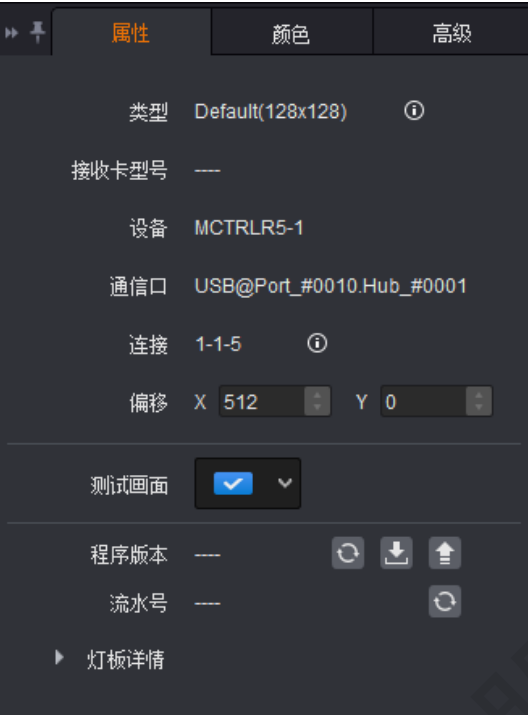 属性 颜色 高级
类型 Default(128x128)
接收卡型号 ----
设备 MCTRLR5-1
通信口 USB@Port_#0010.Hub_#0001
连接 1-1-5
偏移 X 512 Y 0
测试画面
程序版本 ----
流水号 ----
灯板详情